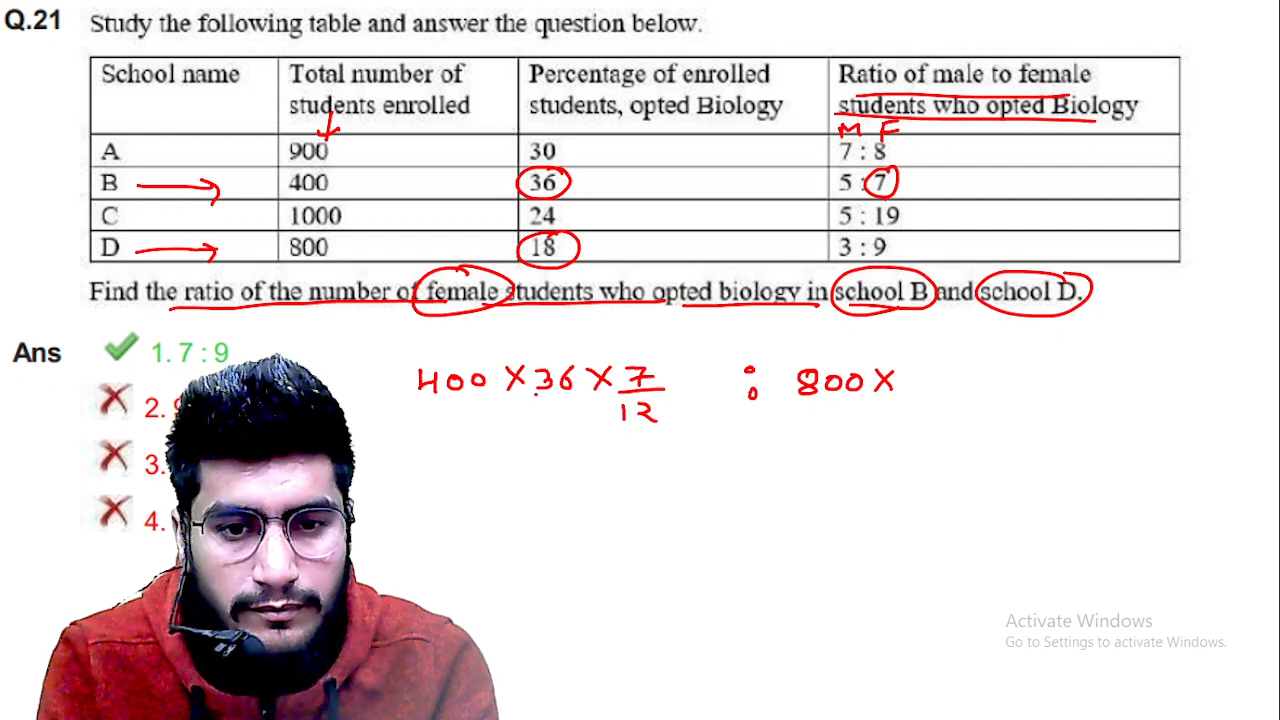 Q.21 Study the following table and answer the question below.
School name Total number of students enrolled Percentage of enrolled students, opted Biology Ratio of male to female students who opted Biology
M F
A 900 30 7 : 8
B 400 36 5 : 7
C 1000 24 5 : 19
D 800 18 3 : 9
Find the ratio of the number of female students who opted biology in school B and school D.
Ans 1. 7 : 9
400 × 36 × 7/12 : 800 ×
2.
3.
4.
Activate Windows
Go to Settings to activate Windows.